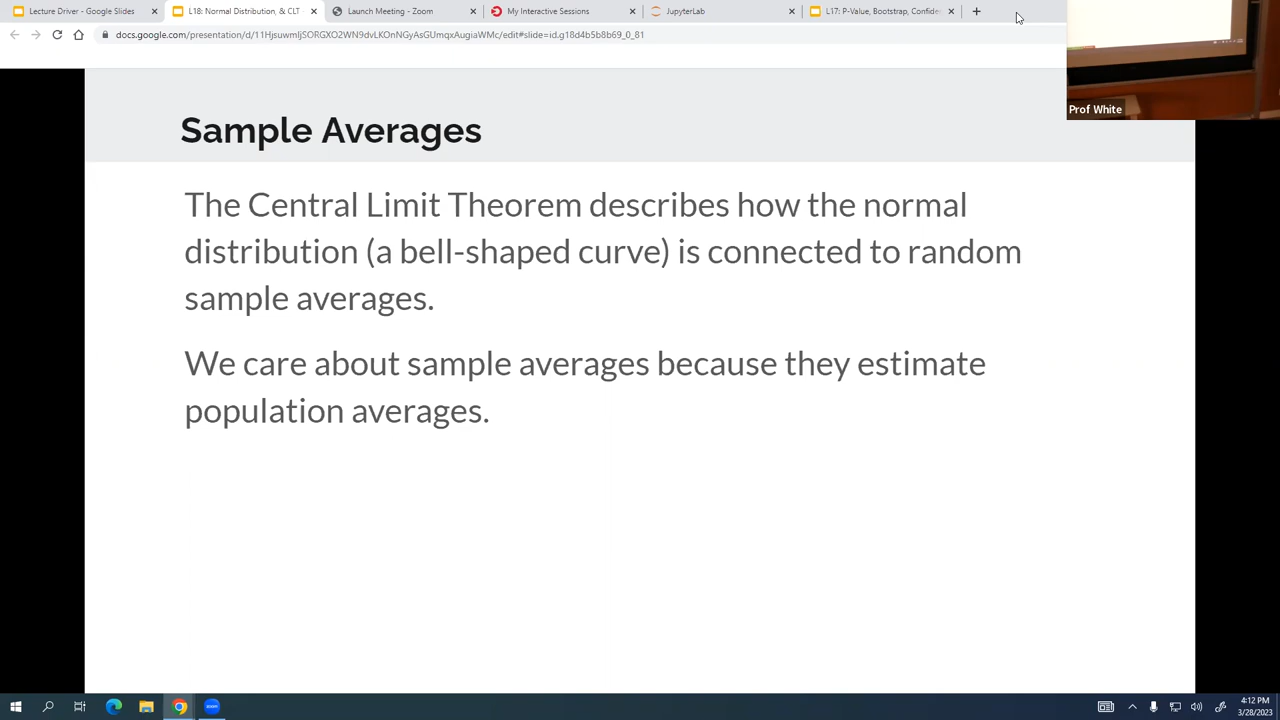 Lecture Driver - Google Slides
L18: Normal Distribution, & CLT
Launch Meeting - Zoom
My Interactive Sessions
JupyterLab
L17: P-Value, Bootstrap, Confide
Prof White
Sample Averages
The Central Limit Theorem describes how the normal
distribution (a bell-shaped curve) is connected to random
sample averages.
We care about sample averages because they estimate
population averages.
zoom
4:12 PM
3/28/2023